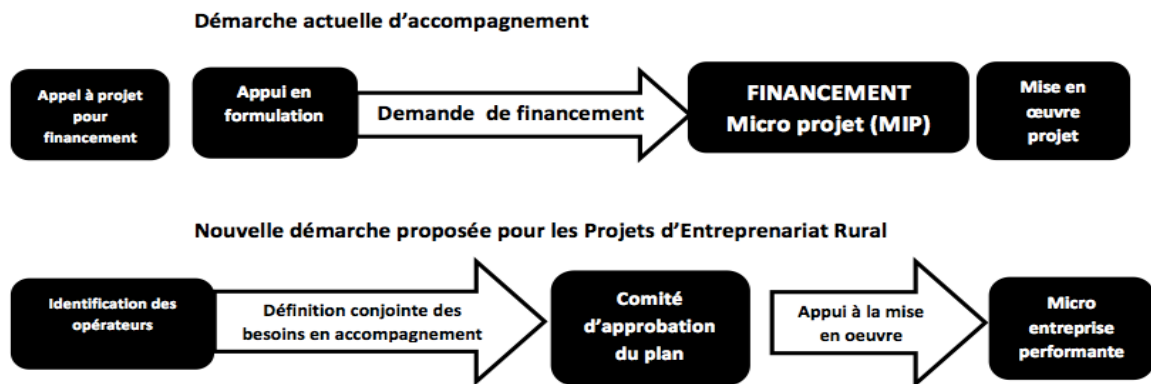 Démarche actuelle d’accompagnement
Appel à projet
pour
financement
Appui en
formulation
Demande de financement
FINANCEMENT
Micro projet (MIP)
Mise en
œuvre
projet
Nouvelle démarche proposée pour les Projets d’Entreprenariat Rural
Identification des
opérateurs
Définition conjointe des
besoins en accompagnement
Comité
d’approbation
du plan
Appui à la mise
en oeuvre
Micro
entreprise
performante